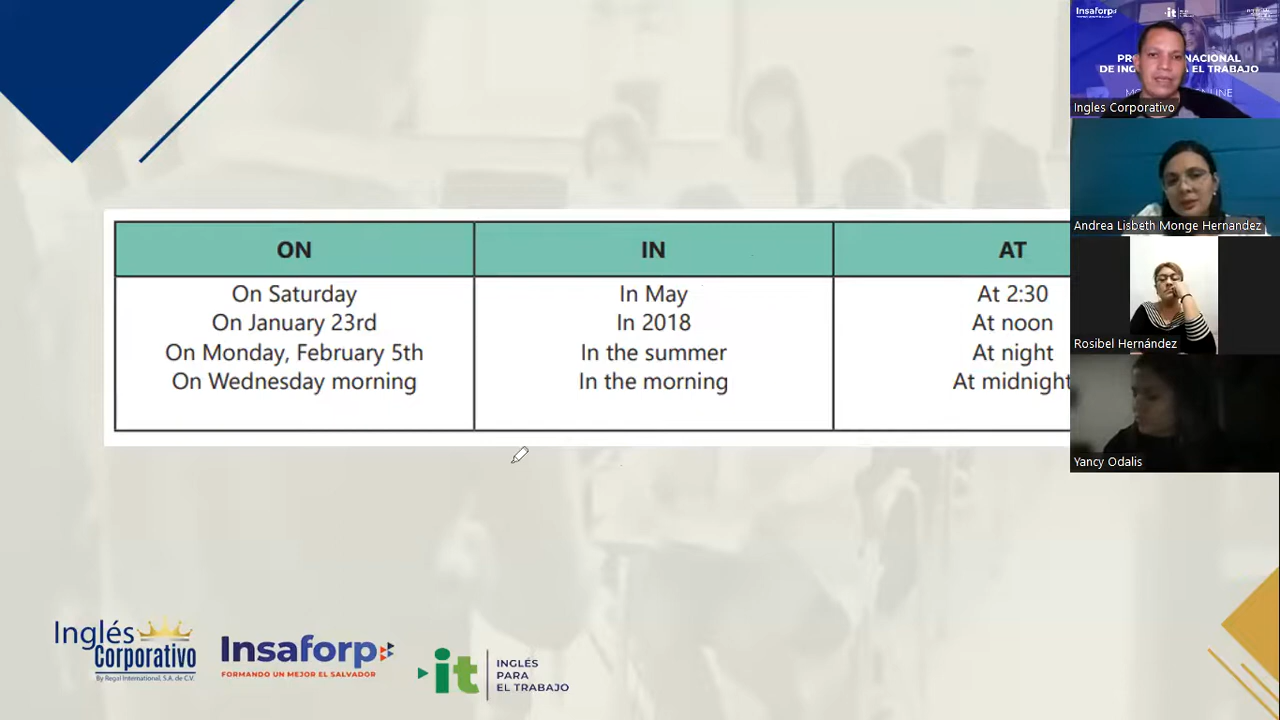 ON
IN
AT
On Saturday
In May
At 2:30
On January 23rd
In 2018
At noon
On Monday, February 5th
In the summer
At night
On Wednesday morning
In the morning
At midnight
Insaforp
it
NACIONAL
EL TRABAJO
Ingles Corporativo
Andrea Lisbeth Monge Hernandez
Rosibel Hernández
Yancy Odalis
Inglés
Corporativo
By Regal International, S.A. de C.V.
Insaforp
FORMANDO UN MEJOR EL SALVADOR
it
INGLÉS
PARA
EL TRABAJO